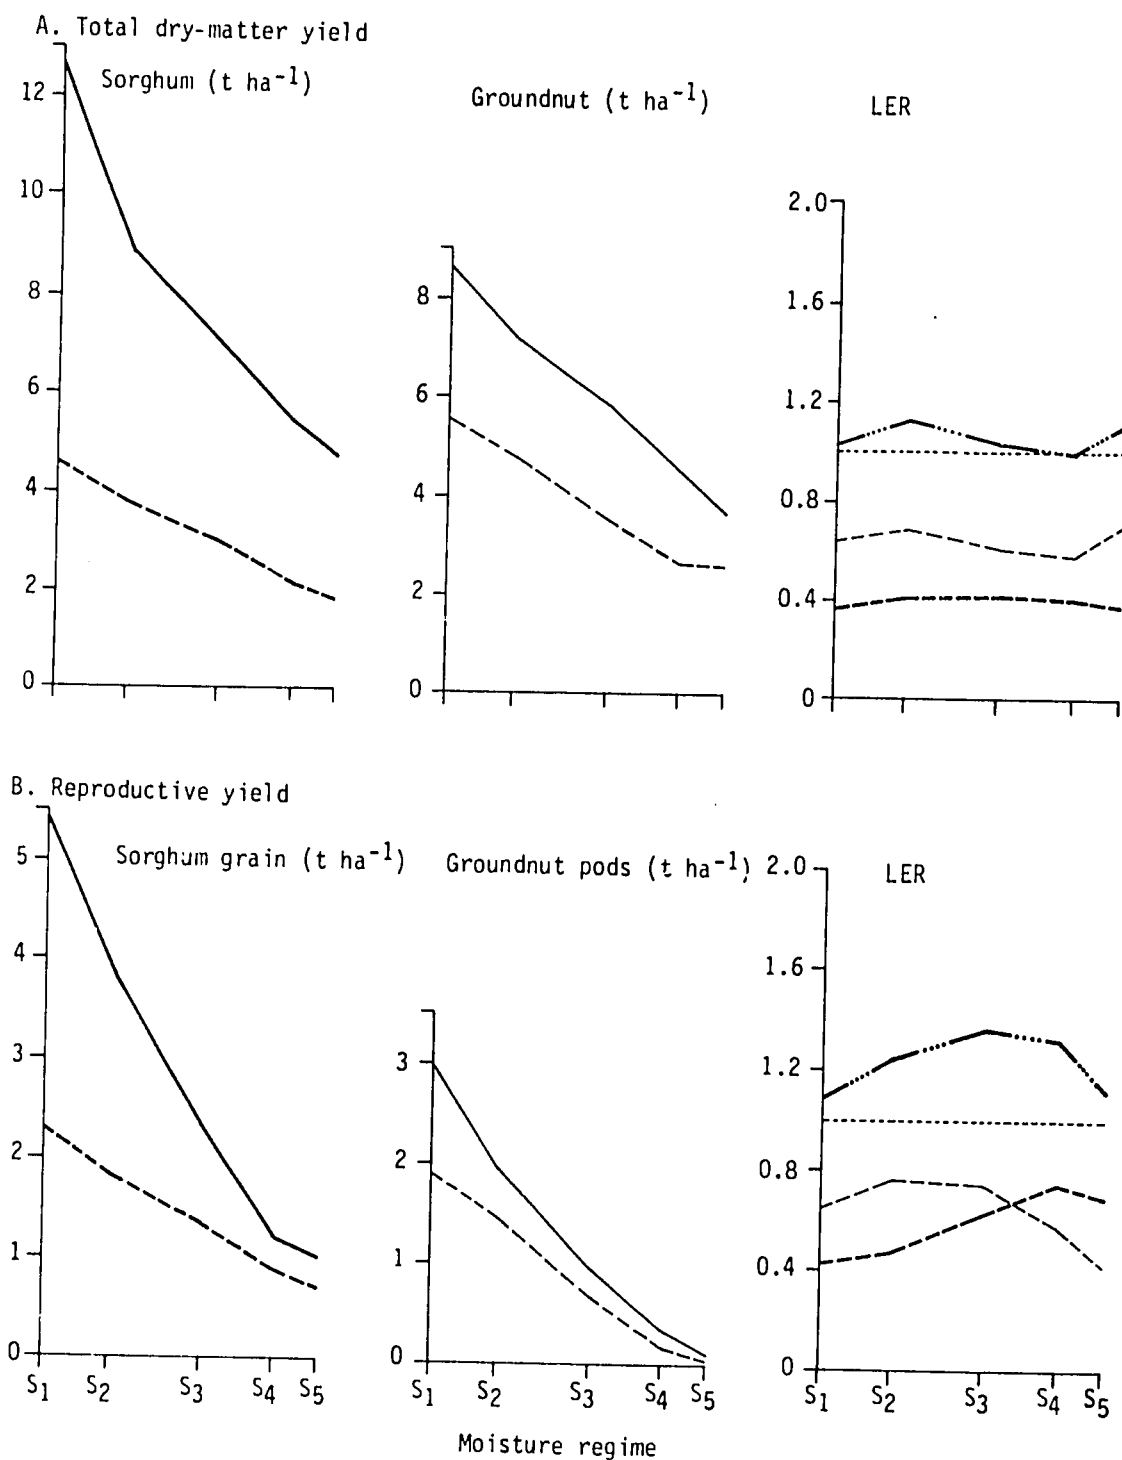 A. Total dry-matter yield
Sorghum (t ha⁻¹)
Groundnut (t ha⁻¹)
LER
12
10
8
6
4
2
0
8
6
4
2
0
2.0
1.6
1.2
0.8
0.4
0
B. Reproductive yield
Sorghum grain (t ha⁻¹)
Groundnut pods (t ha⁻¹)
LER
5
4
3
2
1
0
3
2
1
0
2.0
1.6
1.2
0.8
0.4
0
S₁ S₂ S₃ S₄ S₅
S₁ S₂ S₃ S₄ S₅
S₁ S₂ S₃ S₄ S₅
Moisture regime